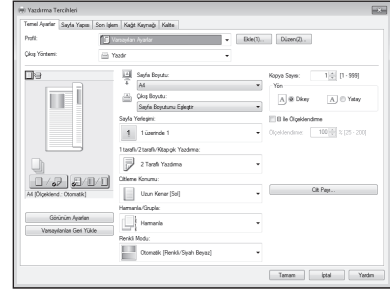 Yazdırma Tercihleri
Temel Ayarlar Sayfa Yapısı Son İşlem Kağıt Kaynağı Kalite
Profil: Varsayılan Ayarlar Ekle(1)... Düzen(2)...
Çıkış Yöntemi: Yazdır
Sayfa Boyutu:
A4
Çıkış Boyutu:
Sayfa Boyutunu Eşleştir
Kopya Sayısı: 1 [1 - 999]
Yön
A Dikey A Yatay
El ile Ölçeklendirme
Ölçeklendirme: 100 % [25 - 200]
Sayfa Yerleşimi:
1 1 üzerinde 1
1 taraflı/2 taraflı/Kitapçık Yazdırma:
2 Taraflı Yazdırma
Ciltleme Konumu:
Uzun Kenar [Sol]
Cilt Payı...
A4 [Ölçeklend.: Otomatik]
Görünüm Ayarları
Varsayılanları Geri Yükle
Harmanla/Grupla:
Harmanla
Renkli Modu:
Otomatik [Renkli/Siyah Beyaz]
Tamam İptal Yardım